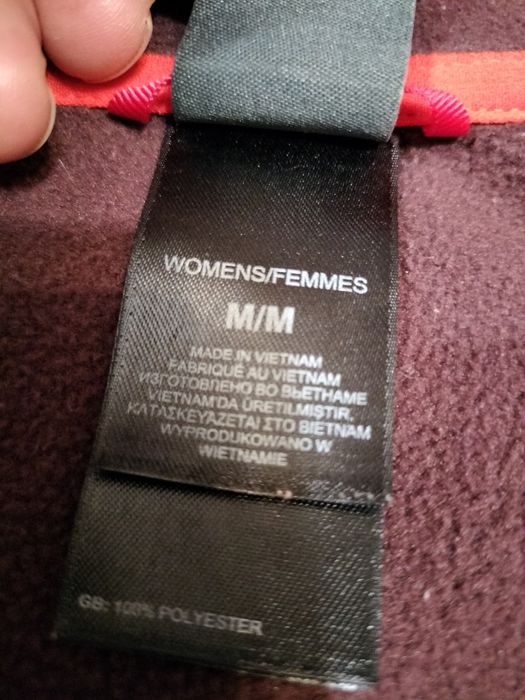 WOMENS/FEMMES
M/M
MADE IN VIETNAM
FABRIQUÉ AU VIETNAM
ИЗГОТОВЛЕНО ВО ВЬЕТНАМЕ
VIETNAM'DA ÜRETILMIŞTIR.
ΚΑΤΑΣΚΕΥΑΖΕΤΑΙ ΣΤΟ ΒΙΕΤΝΑΜ
WYPRODUKOWANO W
WIETNAMIE
GB: 100% POLYESTER